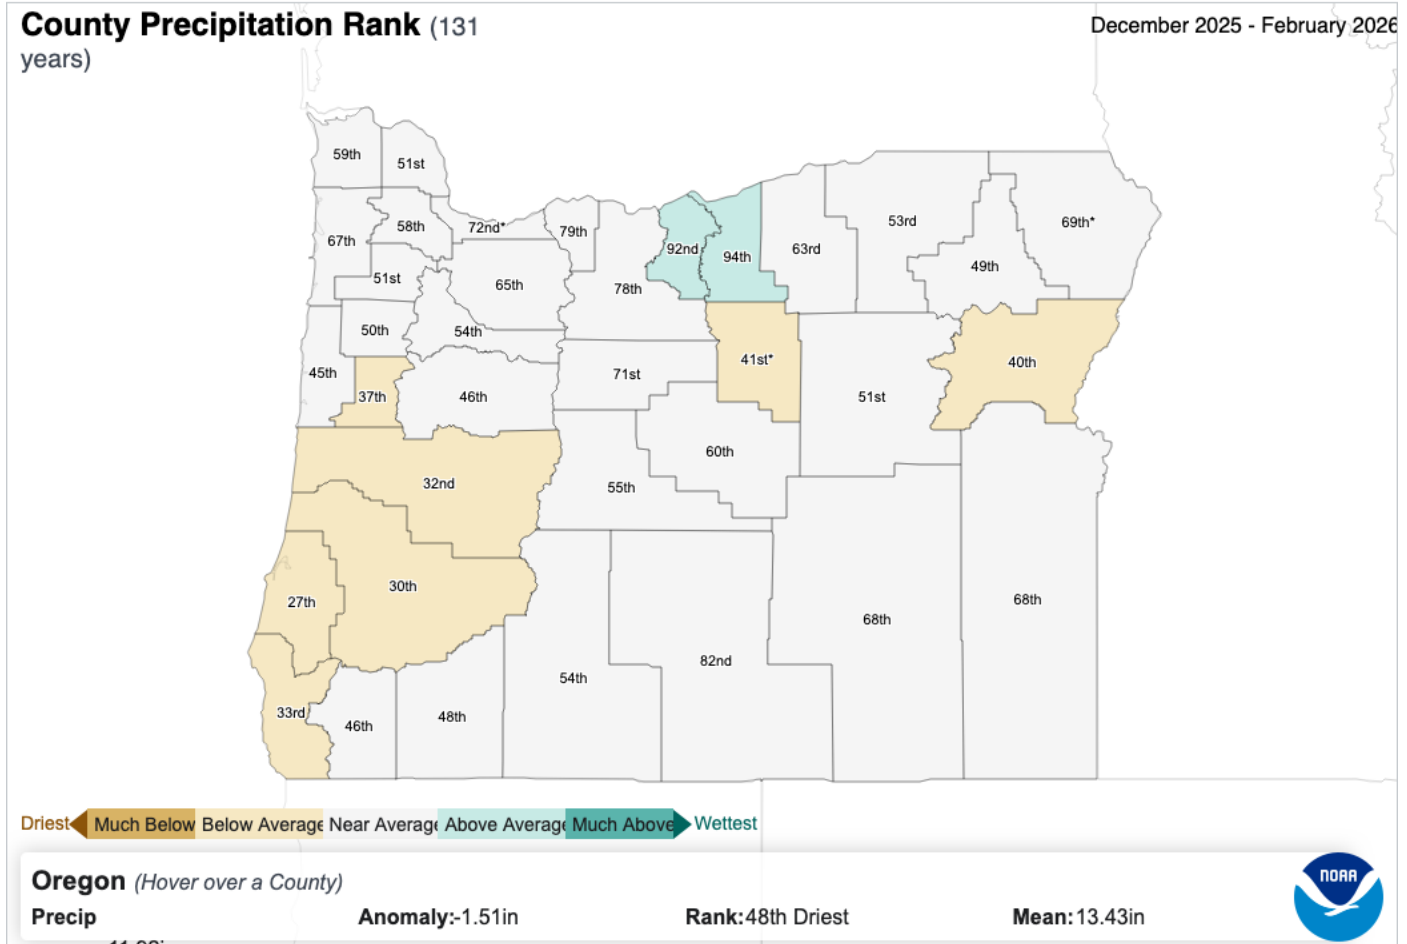 County Precipitation Rank (131
years)
December 2025 - February 2026
59th
51st
58th
72nd*
79th
67th
51st
65th
78th
92nd
94th
63rd
53rd
69th*
49th
50th
54th
45th
37th
46th
71st
41st*
51st
40th
60th
32nd
55th
30th
27th
68th
68th
82nd
54th
33rd
46th
48th
Driest
Much Below
Below Average
Near Average
Above Average
Much Above
Wettest
Oregon (Hover over a County)
Precip
Anomaly:-1.51in
Rank:48th Driest
Mean:13.43in
NOAA